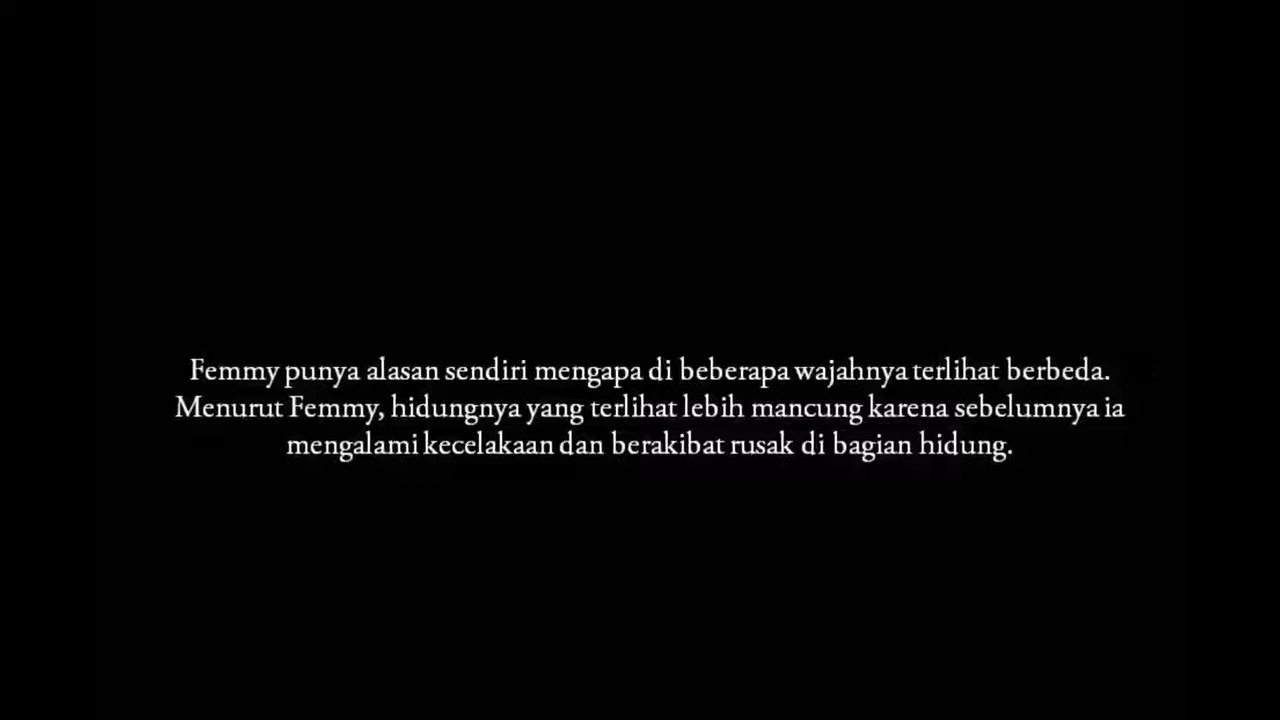 Femmy punya alasan sendiri mengapa di beberapa wajahnya terlihat berbeda.
Menurut Femmy, hidungnya yang terlihat lebih mancung karena sebelumnya ia
mengalami kecelakaan dan berakibat rusak di bagian hidung.